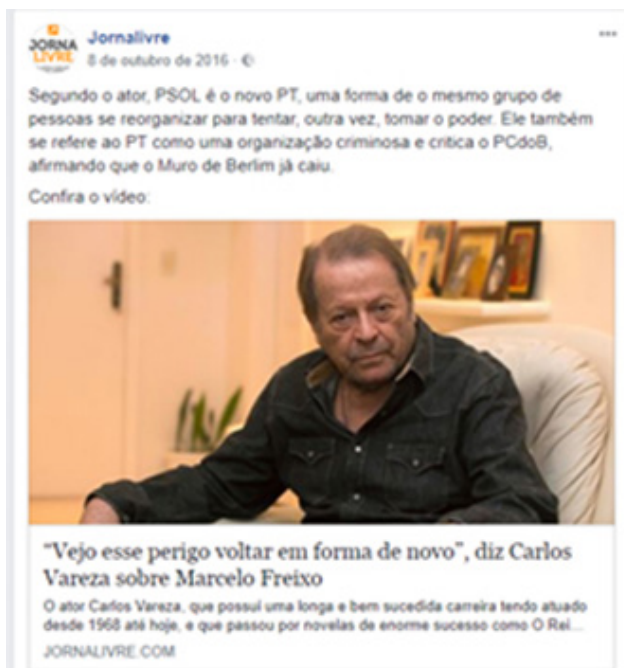 JORNA
LIVRE
Jornalivre
8 de outubro de 2016 ·
Segundo o ator, PSOL é o novo PT, uma forma de o mesmo grupo de
pessoas se reorganizar para tentar, outra vez, tomar o poder. Ele também
se refere ao PT como uma organização criminosa e critica o PCdoB,
afirmando que o Muro de Berlim já caiu.
Confira o vídeo:
“Vejo esse perigo voltar em forma de novo”, diz Carlos
Vareza sobre Marcelo Freixo
O ator Carlos Vareza, que possui uma longa e bem sucedida carreira tendo atuado
desde 1968 até hoje, e que passou por novelas de enorme sucesso como O Rei...
JORNALIVRE.COM